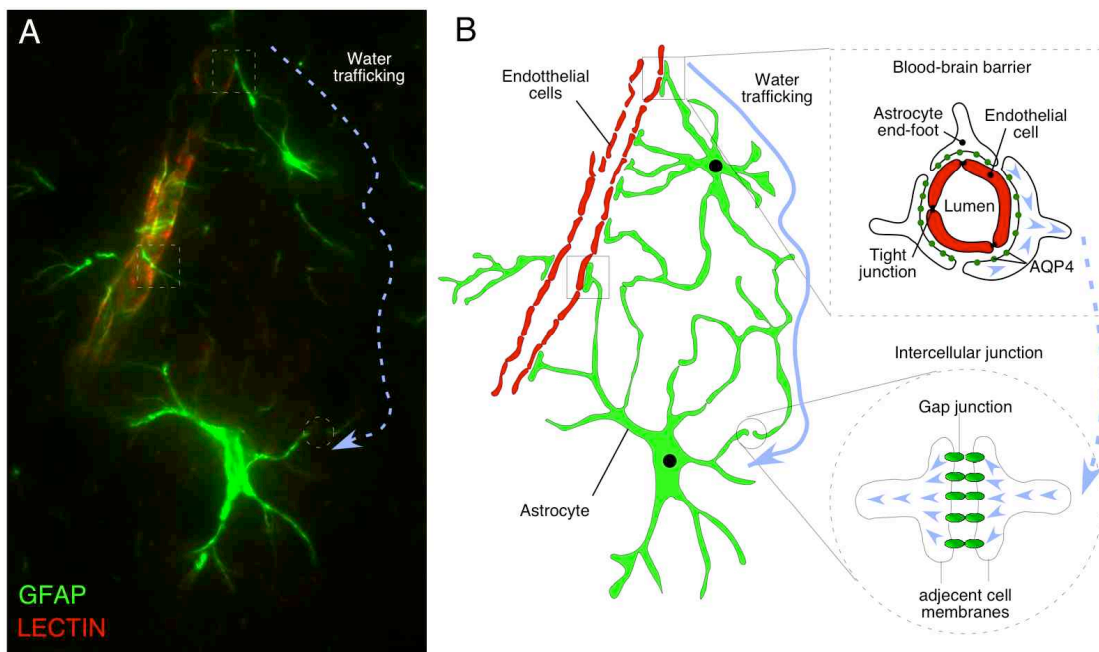 A
Water
trafficking
GFAP
LECTIN
B
Endotthelial
cells
Water
trafficking
Astrocyte
Blood-brain barrier
Astrocyte
end-foot
Endothelial
cell
Lumen
Tight
junction
AQP4
Intercellular junction
Gap junction
adjecent cell
membranes